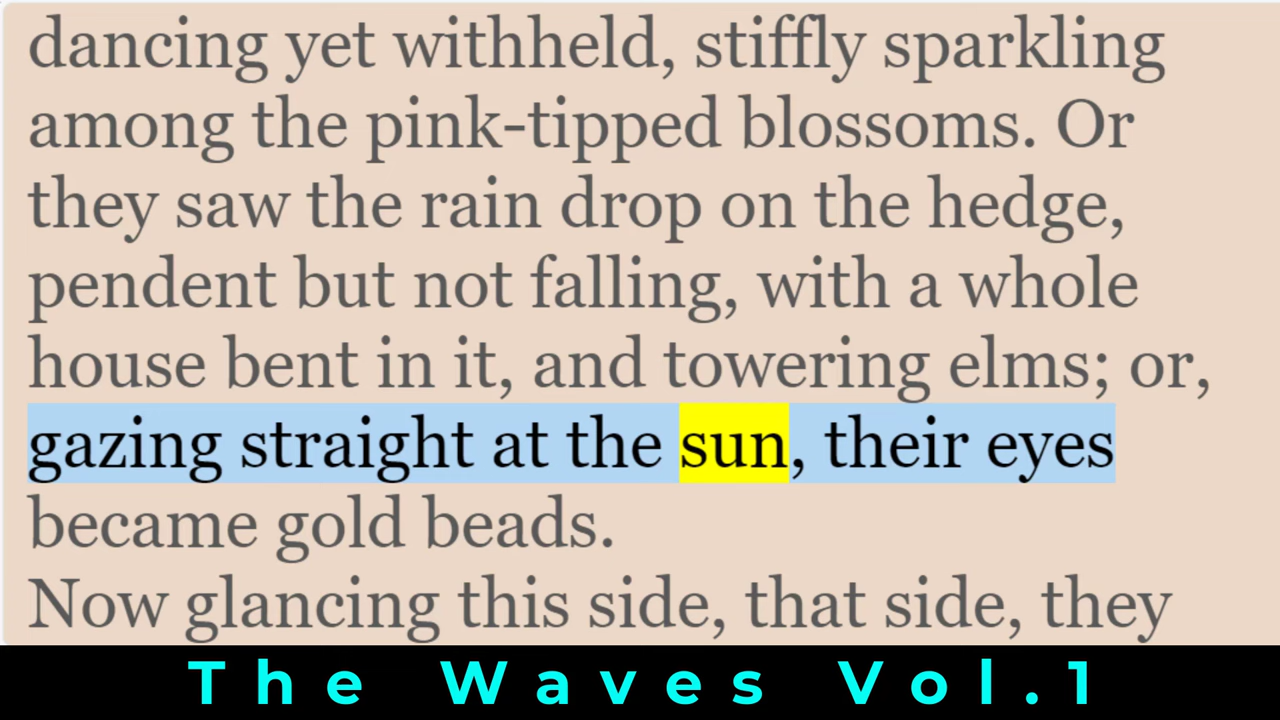 dancing yet withheld, stiffly sparkling
among the pink-tipped blossoms. Or
they saw the rain drop on the hedge,
pendent but not falling, with a whole
house bent in it, and towering elms; or,
gazing straight at the sun, their eyes
became gold beads.
Now glancing this side, that side, they
The Waves Vol.1